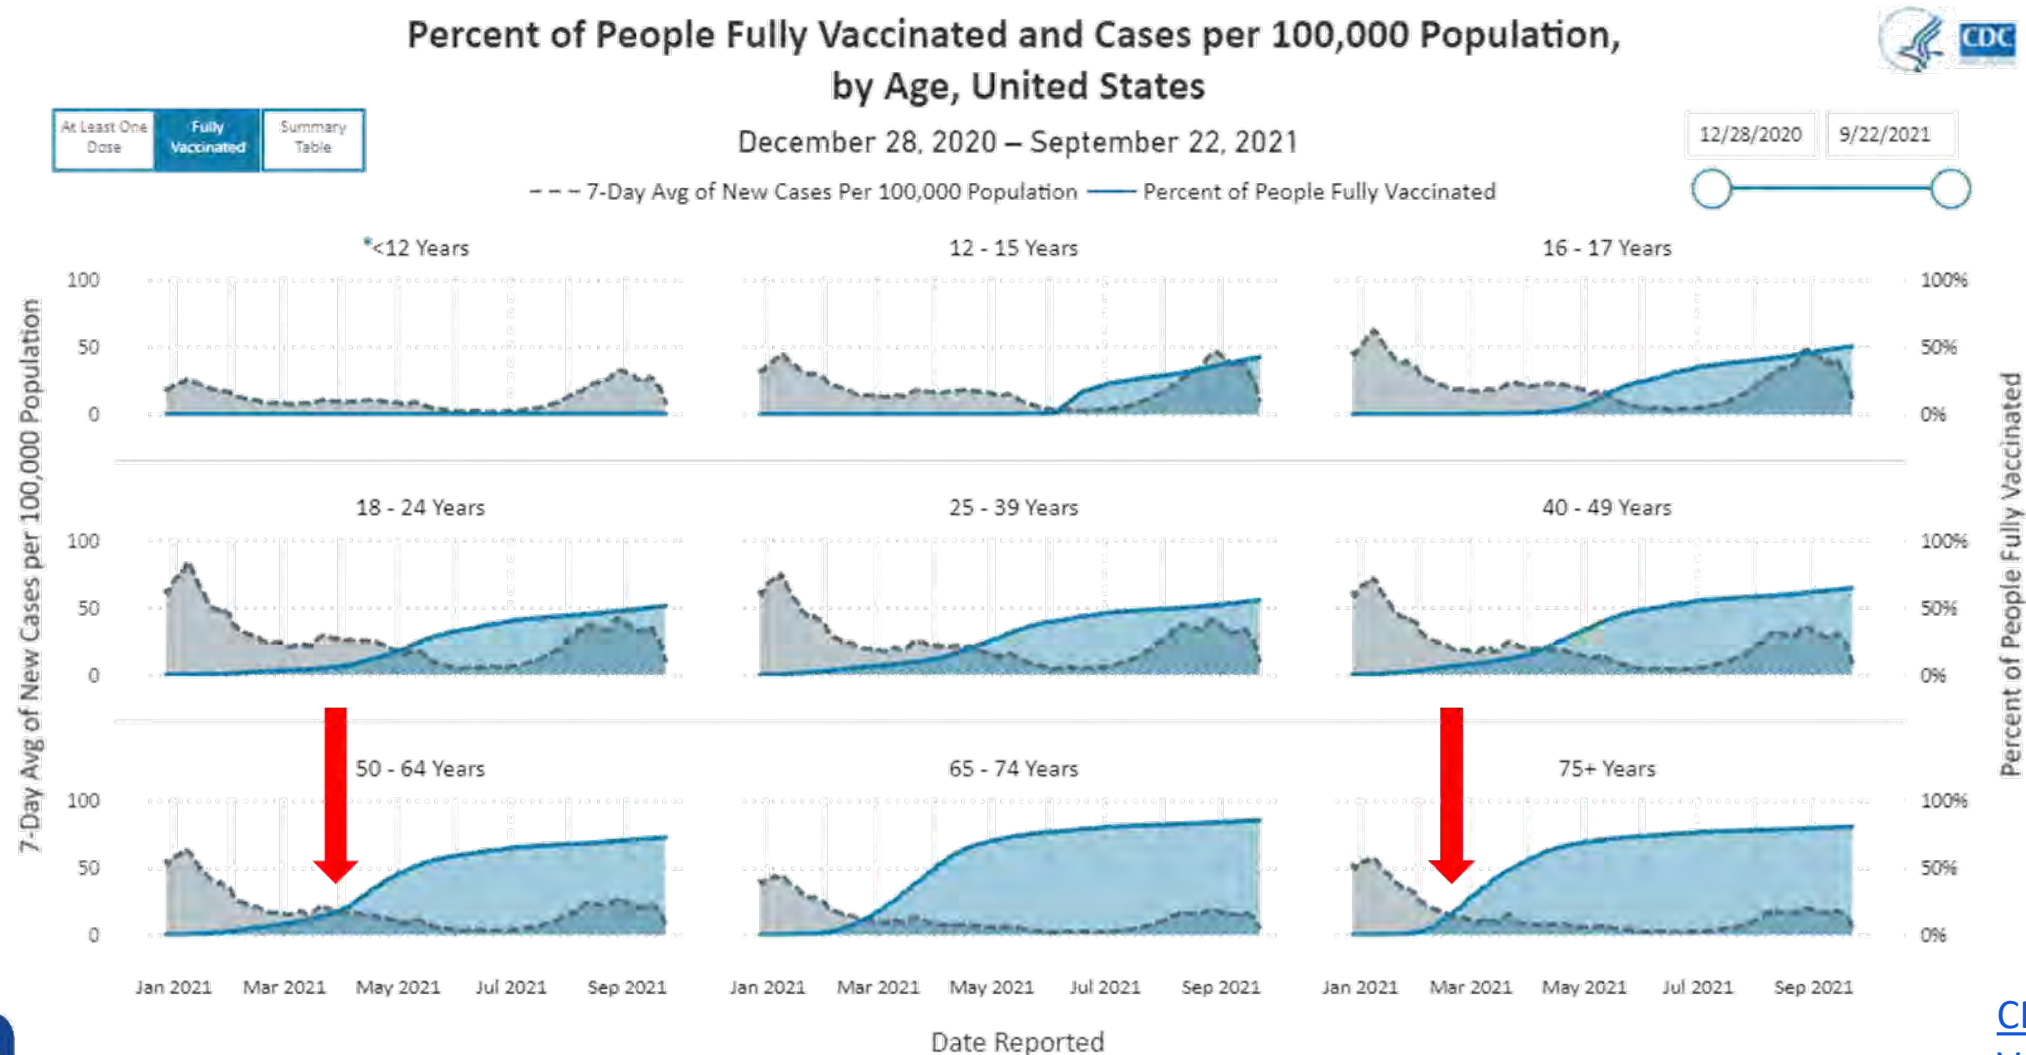 Percent of People Fully Vaccinated and Cases per 100,000 Population,
by Age, United States
CDC
At Least One
Dose
Fully
Vaccinated
Summary
Table
December 28, 2020 – September 22, 2021
12/28/2020
9/22/2021
7-Day Avg of New Cases Per 100,000 Population
Percent of People Fully Vaccinated
*<12 Years
12 - 15 Years
16 - 17 Years
100
50
0
100%
50%
0%
18 - 24 Years
25 - 39 Years
40 - 49 Years
100
50
0
100%
50%
0%
50 - 64 Years
65 - 74 Years
75+ Years
100
50
0
100%
50%
0%
7-Day Avg of New Cases per 100,000 Population
Percent of People Fully Vaccinated
Jan 2021 Mar 2021 May 2021 Jul 2021 Sep 2021
Jan 2021 Mar 2021 May 2021 Jul 2021 Sep 2021
Jan 2021 Mar 2021 May 2021 Jul 2021 Sep 2021
Date Reported